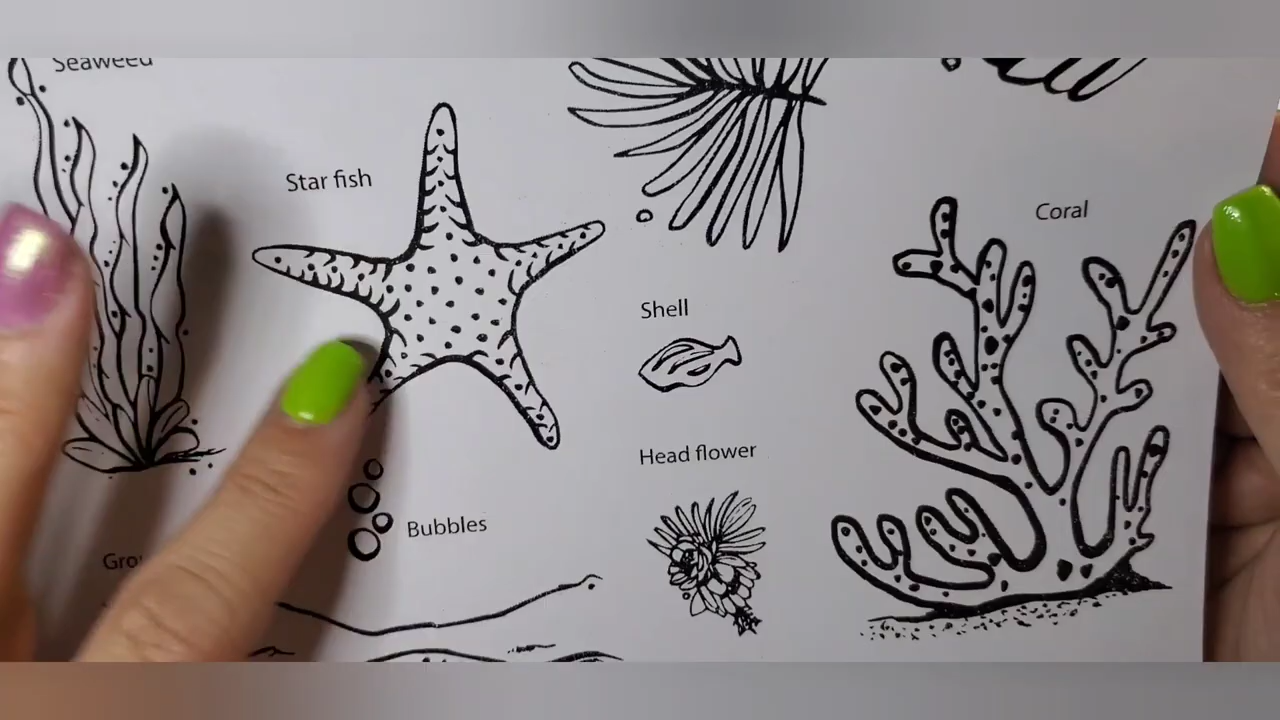 Seaweed
Star fish
Coral
Shell
Head flower
Bubbles